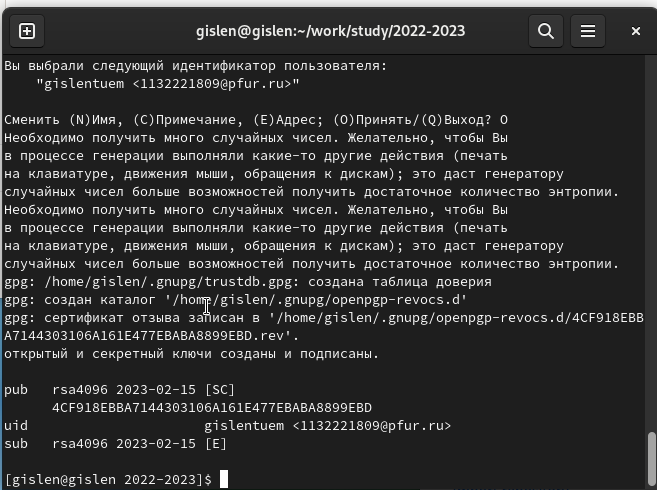 gislen@gislen:~/work/study/2022-2023
Вы выбрали следующий идентификатор пользователя:
    "gislentuem <1132221809@pfur.ru>"

Сменить (N)Имя, (C)Примечание, (E)Адрес; (O)Принять/(Q)Выход? O
Необходимо получить много случайных чисел. Желательно, чтобы Вы
в процессе генерации выполняли какие-то другие действия (печать
на клавиатуре, движения мыши, обращения к дискам); это даст генератору
случайных чисел больше возможностей получить достаточное количество энтропии.
Необходимо получить много случайных чисел. Желательно, чтобы Вы
в процессе генерации выполняли какие-то другие действия (печать
на клавиатуре, движения мыши, обращения к дискам); это даст генератору
случайных чисел больше возможностей получить достаточное количество энтропии.
gpg: /home/gislen/.gnupg/trustdb.gpg: создана таблица доверия
gpg: создан каталог '/home/gislen/.gnupg/openpgp-revocs.d'
gpg: сертификат отзыва записан в '/home/gislen/.gnupg/openpgp-revocs.d/4CF918EBB
A7144303106A161E477EBABA8899EBD.rev'.
открытый и секретный ключи созданы и подписаны.

pub   rsa4096 2023-02-15 [SC]
      4CF918EBBA7144303106A161E477EBABA8899EBD
uid                      gislentuem <1132221809@pfur.ru>
sub   rsa4096 2023-02-15 [E]

[gislen@gislen 2022-2023]$